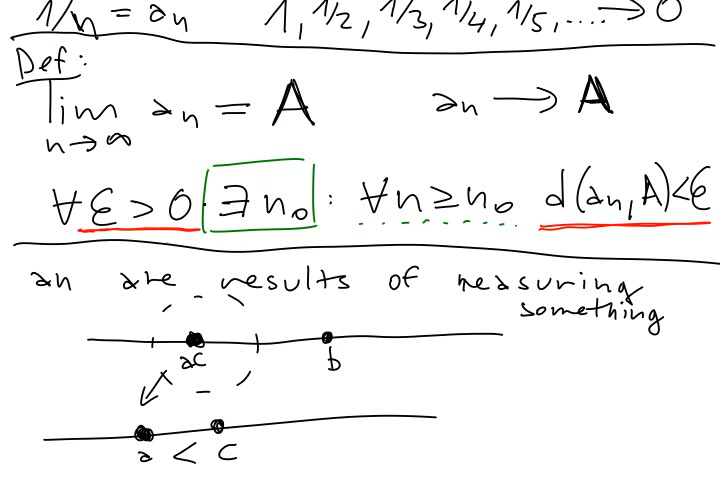 1/n = an 1, 1/2, 1/3, 1/4, 1/5, .... → 0
Def:
lim an = A an → A
n→∞
∀ε>0 ∃n₀: ∀n≥n₀ d(an,A)<ε
an are results of measuring
something
ac b
a < c